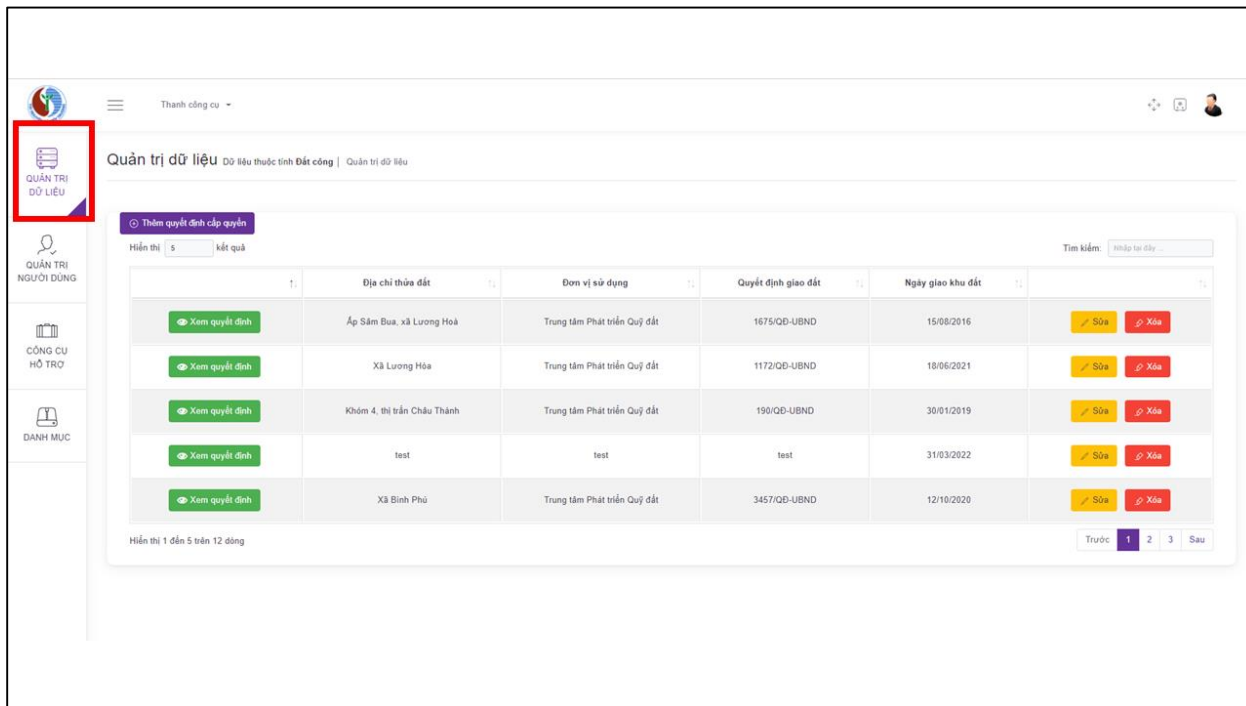 Thanh công cụ
QUẢN TRỊ
DỮ LIỆU
Quản trị dữ liệu Dữ liệu thuộc tính Đất công | Quản trị dữ liệu
Thêm quyết định cấp quyền
Hiển thị 5 kết quả
Tìm kiếm: Nhập tại đây ...
QUẢN TRỊ
NGƯỜI DÙNG
CÔNG CỤ
HỖ TRỢ
DANH MỤC
Địa chỉ thửa đất Đơn vị sử dụng Quyết định giao đất Ngày giao khu đất
Xem quyết định Ấp Sâm Bua, xã Lương Hoà Trung tâm Phát triển Quỹ đất 1675/QĐ-UBND 15/08/2016 Sửa Xóa
Xem quyết định Xã Lương Hòa Trung tâm Phát triển Quỹ đất 1172/QĐ-UBND 18/06/2021 Sửa Xóa
Xem quyết định Khóm 4, thị trấn Châu Thành Trung tâm Phát triển Quỹ đất 190/QĐ-UBND 30/01/2019 Sửa Xóa
Xem quyết định test test test 31/03/2022 Sửa Xóa
Xem quyết định Xã Bình Phú Trung tâm Phát triển Quỹ đất 3457/QĐ-UBND 12/10/2020 Sửa Xóa
Hiển thị 1 đến 5 trên 12 dòng
Trước 1 2 3 Sau